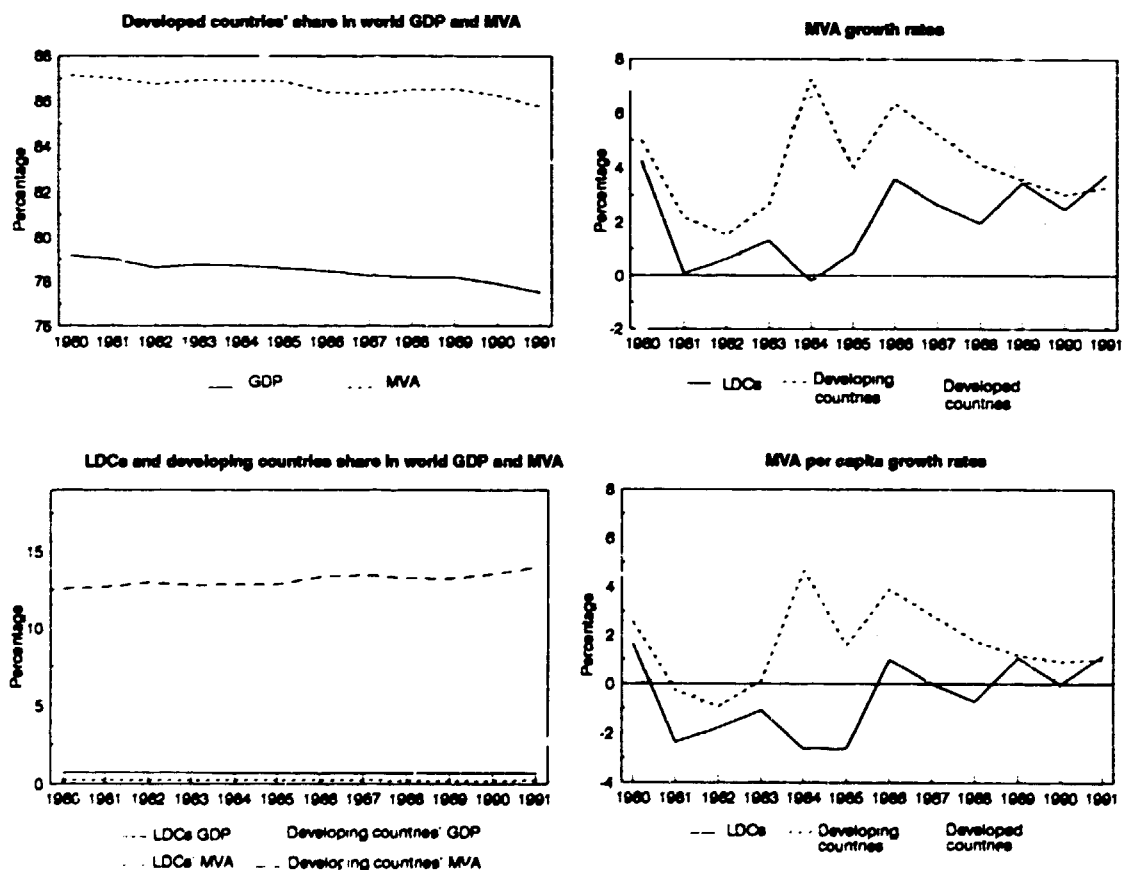 Developed countries' share in world GDP and MVA
88
86
84
82
80
78
76
Percentage
1980 1981 1982 1983 1984 1985 1986 1987 1988 1989 1990 1991
GDP MVA
MVA growth rates
8
6
4
2
0
-2
Percentage
1980 1981 1982 1983 1984 1985 1986 1987 1988 1989 1990 1991
LDCs Developing countries Developed countries
LDCs and developing countries share in world GDP and MVA
15
10
5
0
Percentage
1980 1981 1982 1983 1984 1985 1986 1987 1988 1989 1990 1991
LDCs GDP Developing countries' GDP
LDCs' MVA Developing countries' MVA
MVA per capita growth rates
8
6
4
2
0
-2
-4
Percentage
1980 1981 1982 1983 1984 1985 1986 1987 1988 1989 1990 1991
LDCs Developing countries Developed countries